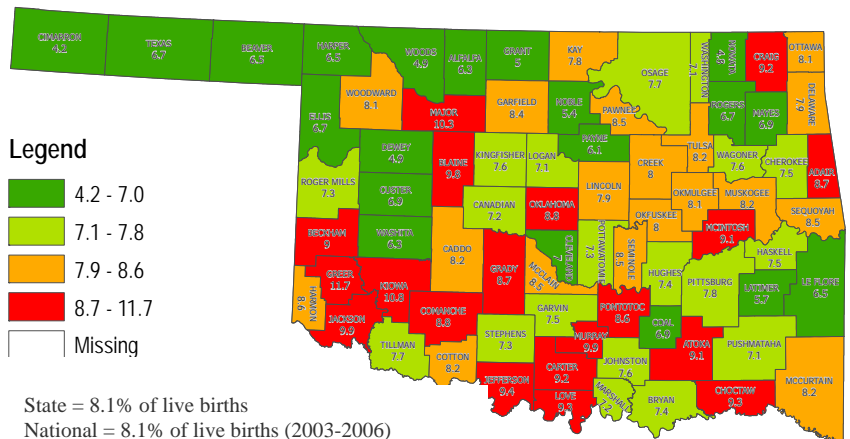 CIMARRON
4.2
TEXAS
6.7
BEAVER
6.3
HARPER
6.5
WOODS
4.9
ALFALFA
6.3
GRANT
5
KAY
7.8
OSAGE
7.7
WASHINGTON
7.1
NOWATA
4.5
CRAIG
9.2
OTTAWA
8.1
WOODWARD
8.1
ELLIS
6.7
MAJOR
10.3
GARFIELD
8.4
NOBLE
5.4
PAWNEE
8.5
ROGERS
6.7
MAYES
6.9
DELAWARE
7.9
DEWEY
4.9
BLAINE
9.8
KINGFISHER
7.6
LOGAN
7.1
PAYNE
6.1
CREEK
8
TULSA
8.2
WAGONER
7.6
CHEROKEE
7.5
ADAIR
8.7
ROGER MILLS
7.3
CUSTER
6.9
CANADIAN
7.2
OKLAHOMA
8.8
LINCOLN
7.9
OKMULGEE
8.1
MUSKOGEE
8.2
SEQUOYAH
8.5
BECKHAM
9
WASHITA
6.3
CADDO
8.2
GRADY
8.7
CLEVELAND
7
POTTAWATOMIE
7.3
SEMINOLE
8.5
OKFUSKEE
8
MCINTOSH
9.1
HASKELL
7.5
GREER
11.7
HARMON
8.6
KIOWA
10.8
MCCLAIN
8.5
HUGHES
7.4
PITTSBURG
7.8
LATIMER
5.7
LE FLORE
6.5
JACKSON
9.9
COMANCHE
8.8
GARVIN
7.5
PONTOTOC
8.6
COAL
6.9
TILLMAN
7.7
COTTON
8.2
STEPHENS
7.3
MURRAY
9.9
JOHNSTON
7.6
ATOKA
9.1
PUSHMATAHA
7.1
JEFFERSON
9.4
CARTER
9.2
LOVE
9.3
MARSHALL
7.2
BRYAN
7.4
CHOCTAW
9.3
MCCURTAIN
8.2
Legend
4.2 - 7.0
7.1 - 7.8
7.9 - 8.6
8.7 - 11.7
Missing
State = 8.1% of live births
National = 8.1% of live births (2003-2006)